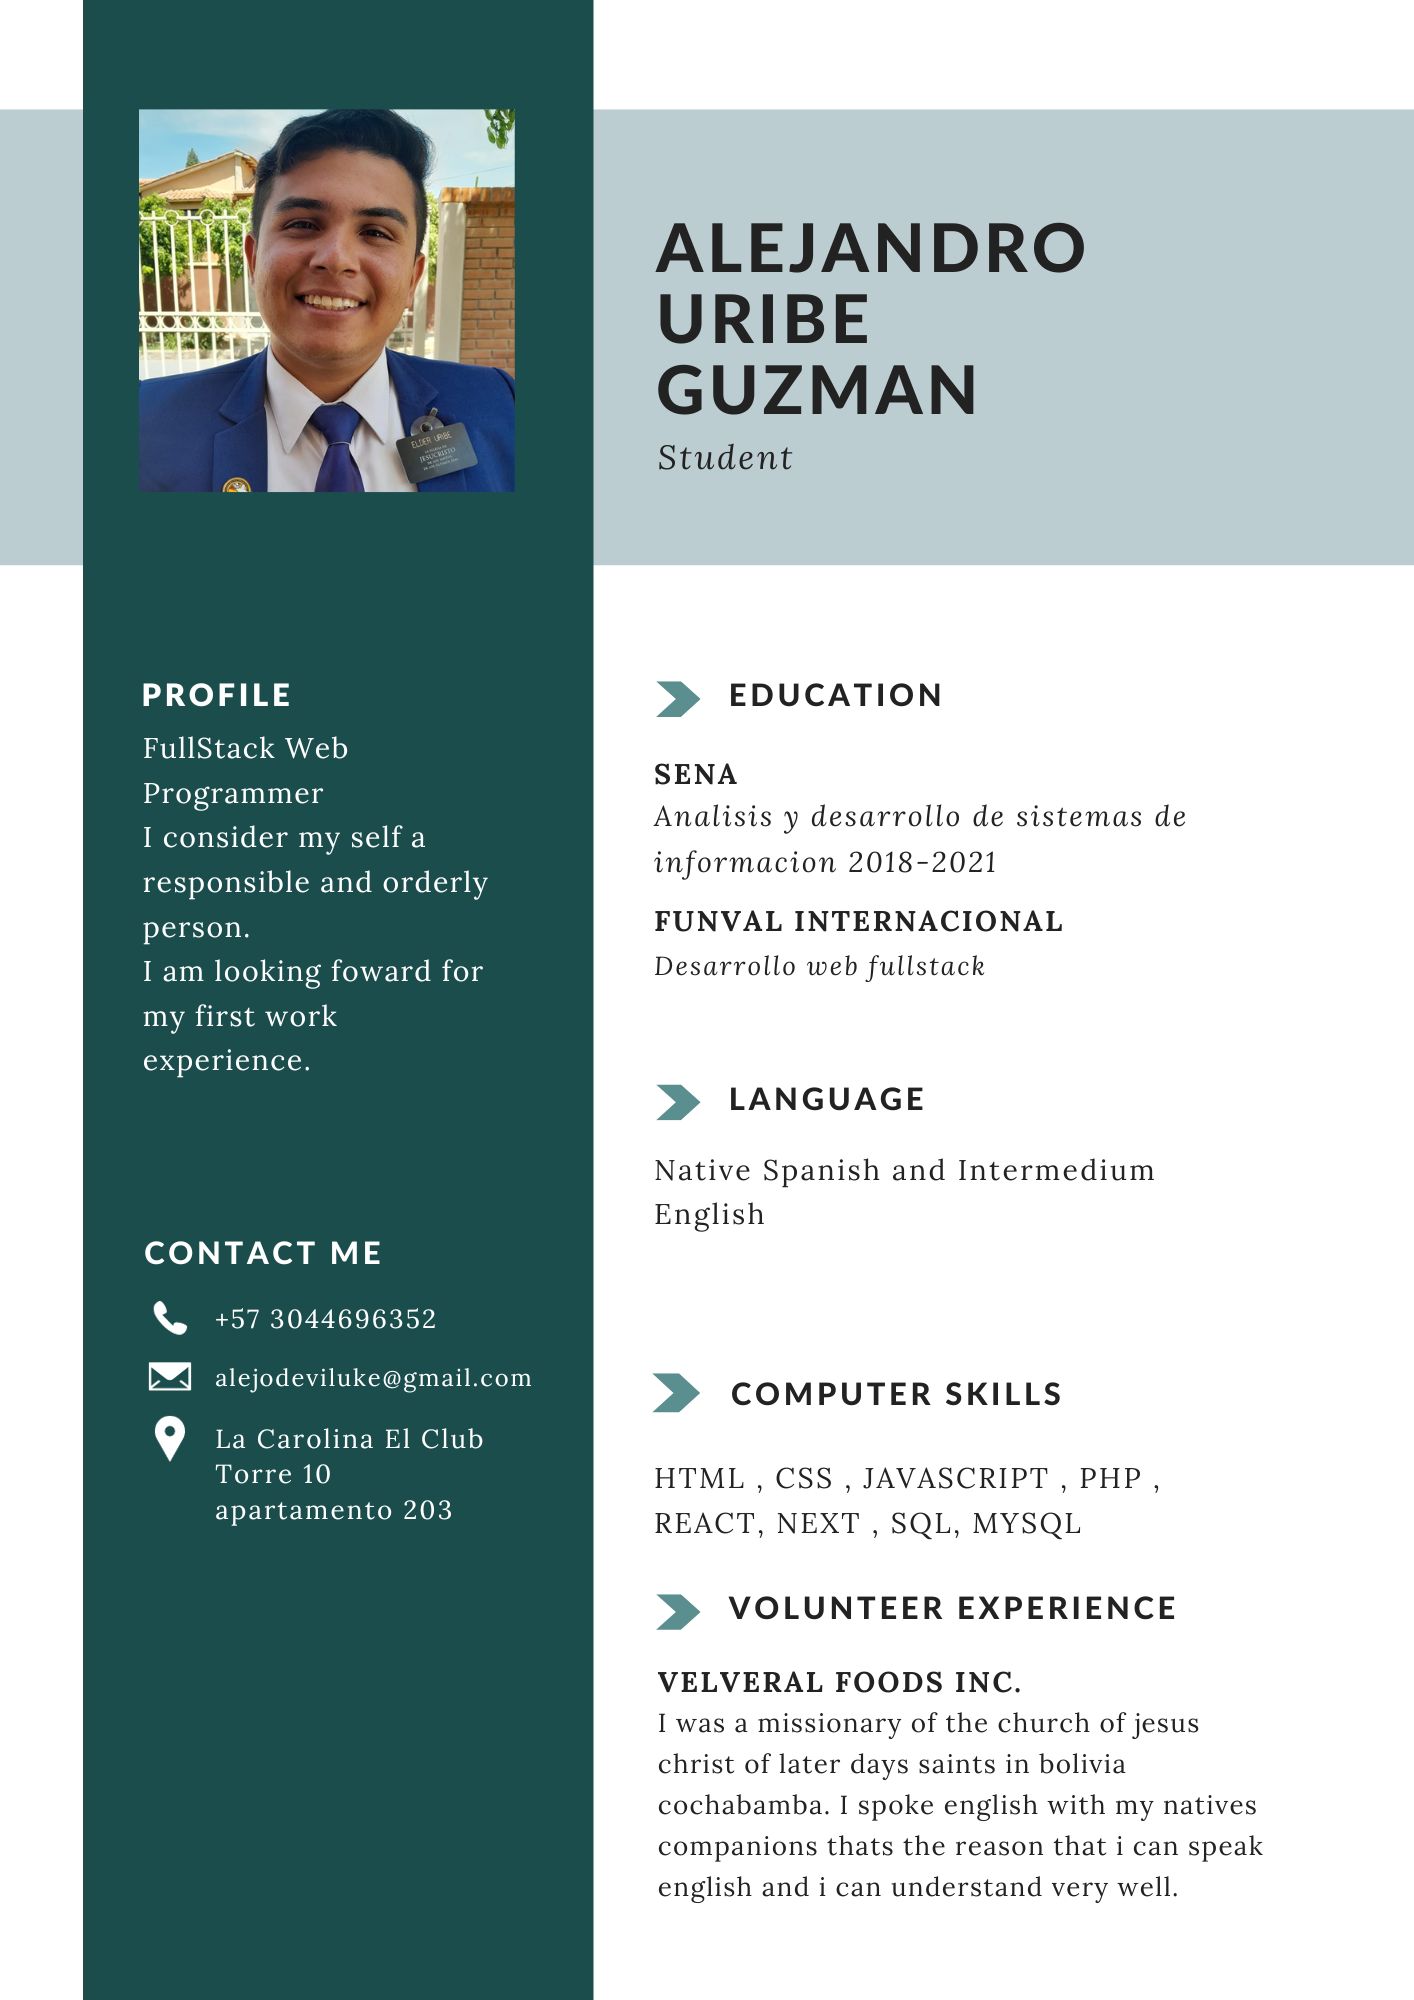 ELDER URIBE
JESUCRISTO
ALEJANDRO
URIBE
GUZMAN
Student
PROFILE
FullStack Web
Programmer
I consider my self a
responsible and orderly
person.
I am looking foward for
my first work
experience.
CONTACT ME
+57 3044696352
alejodeviluke@gmail.com
La Carolina El Club
Torre 10
apartamento 203
EDUCATION
SENA
Analisis y desarrollo de sistemas de
informacion 2018-2021
FUNVAL INTERNACIONAL
Desarrollo web fullstack
LANGUAGE
Native Spanish and Intermedium
English
COMPUTER SKILLS
HTML , CSS , JAVASCRIPT , PHP ,
REACT, NEXT , SQL, MYSQL
VOLUNTEER EXPERIENCE
VELVERAL FOODS INC.
I was a missionary of the church of jesus
christ of later days saints in bolivia
cochabamba. I spoke english with my natives
companions thats the reason that i can speak
english and i can understand very well.